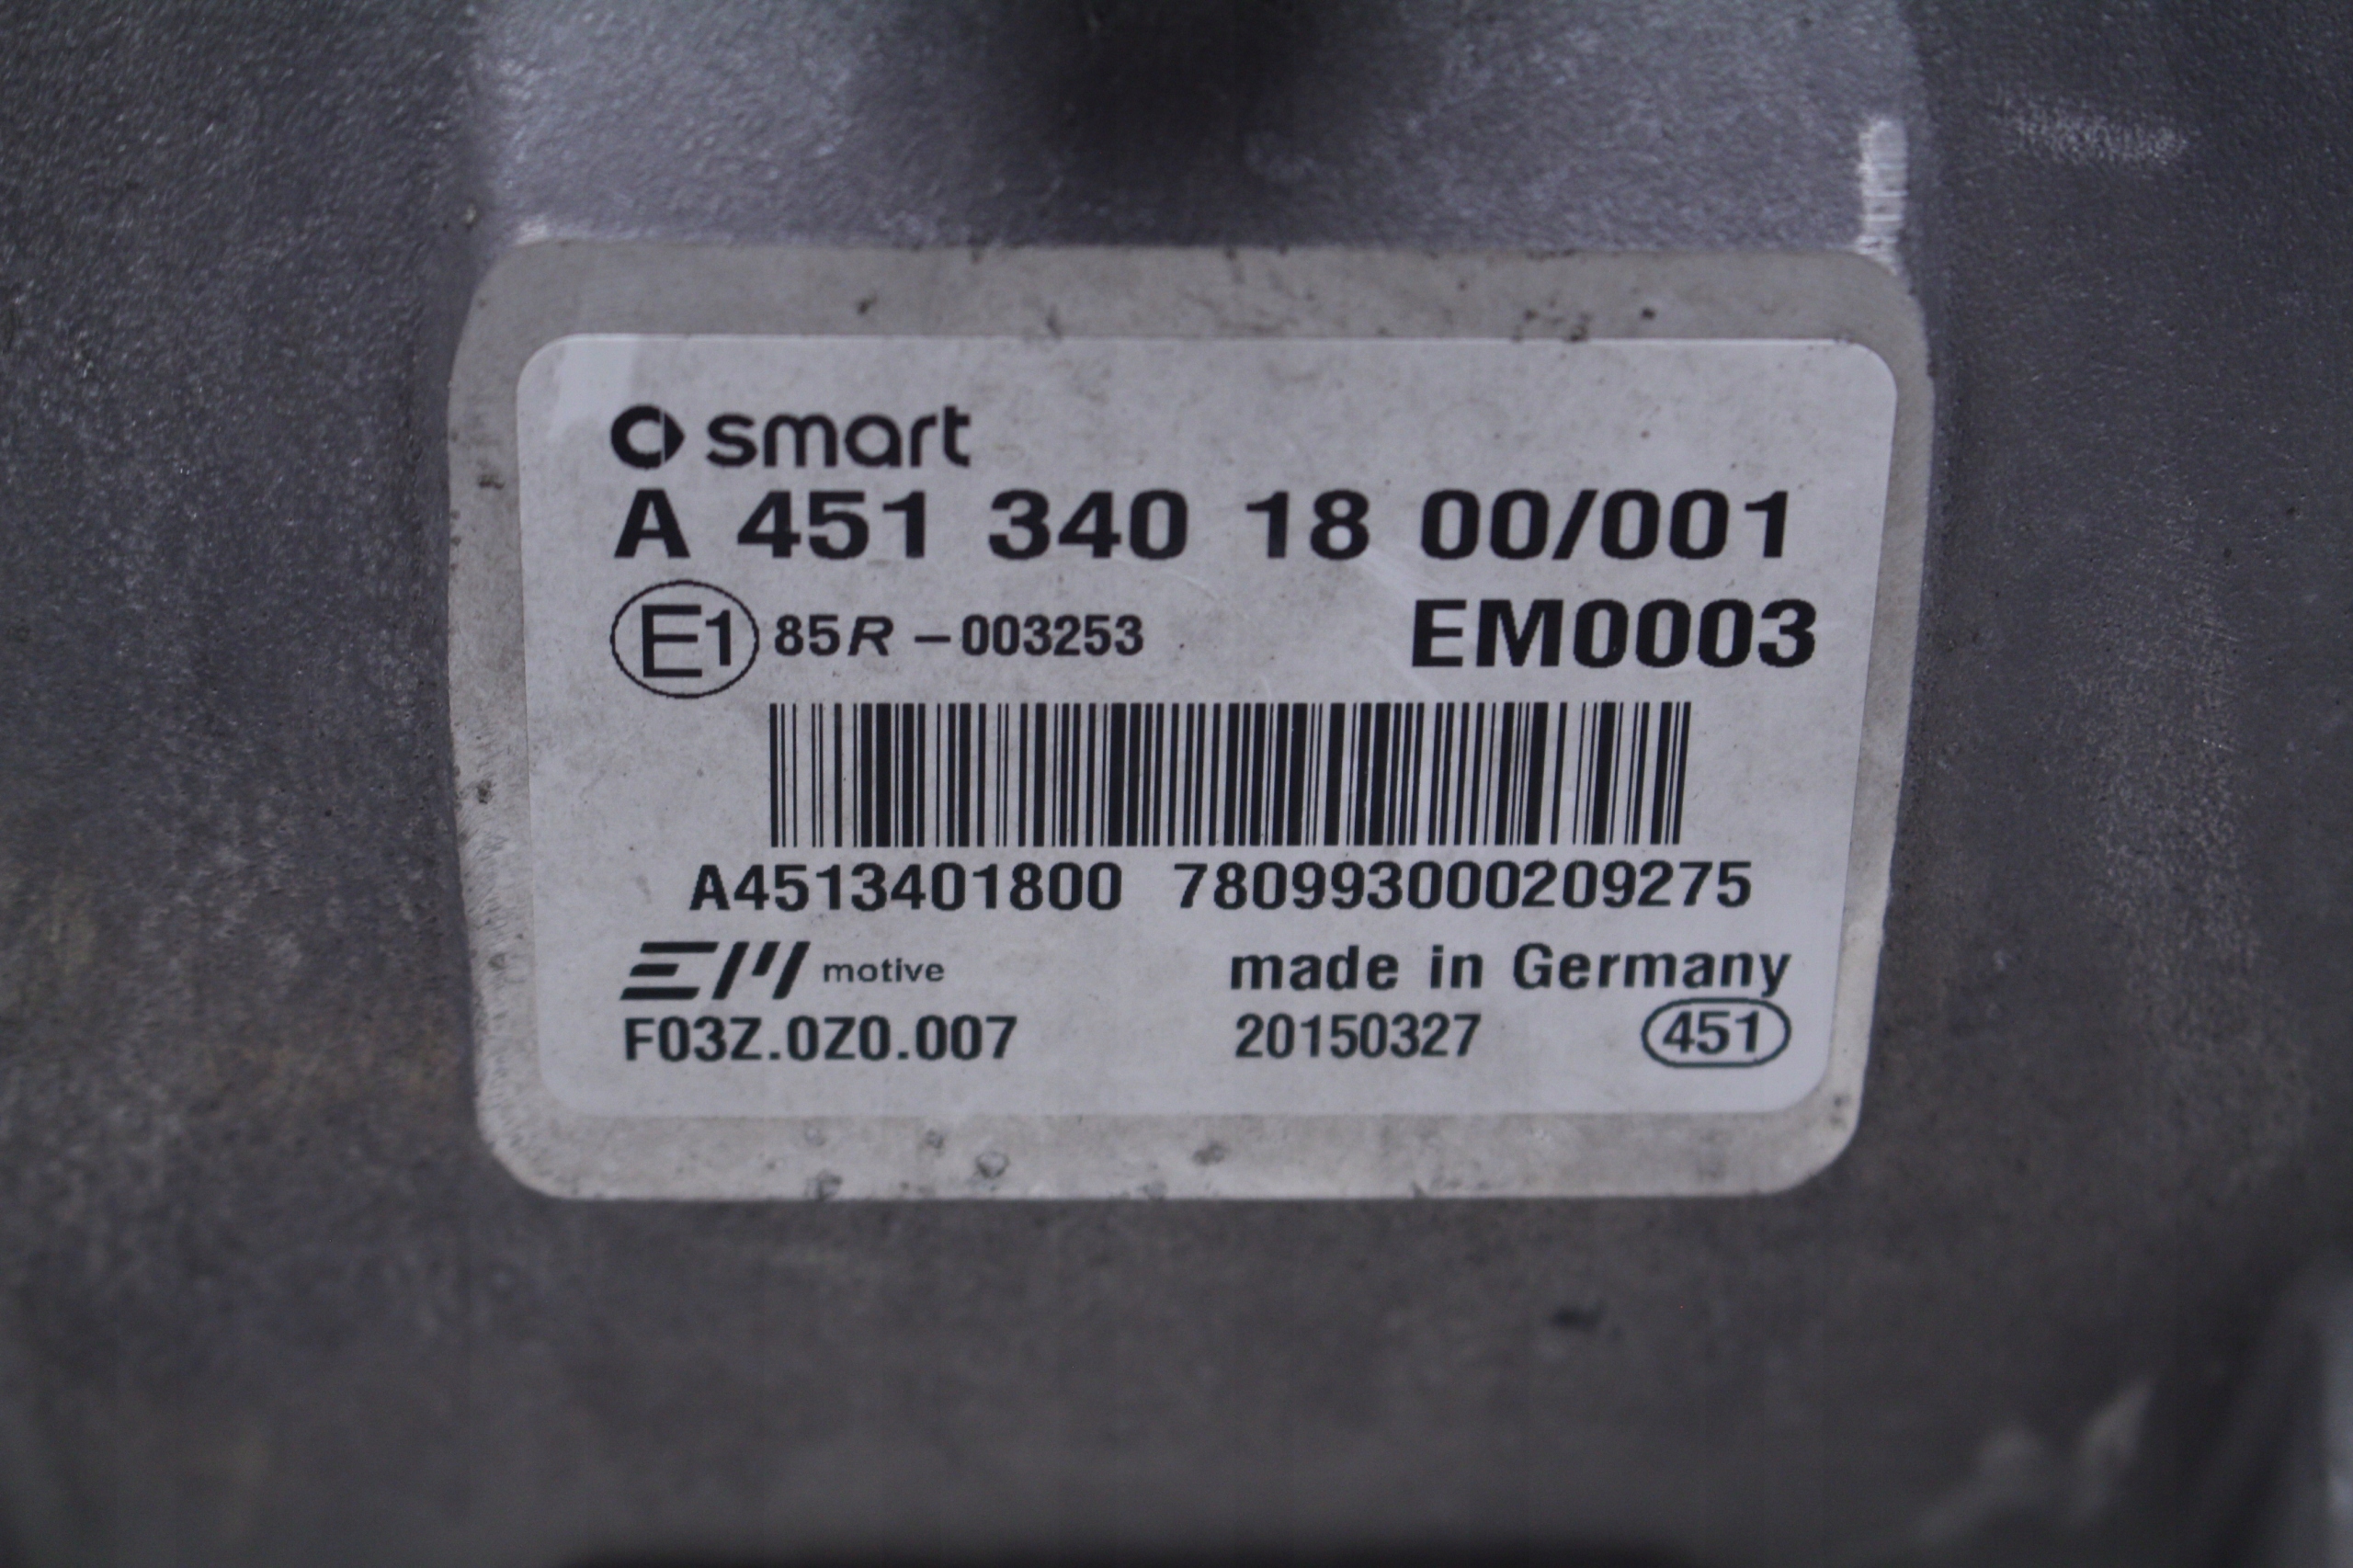 smart
A 451 340 18 00/001
E1 85R -003253 EM0003
A4513401800 780993000209275
EM motive made in Germany
F03Z.0Z0.007 20150327 451